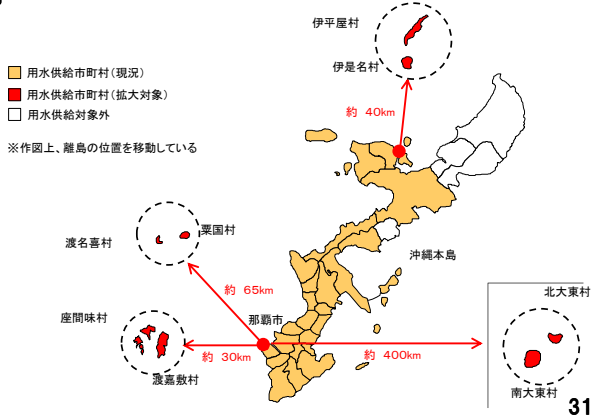 伊平屋村
伊是名村
用水供給市町村(現況)
用水供給市町村(拡大対象)
用水供給対象外
約 40km
※作図上、離島の位置を移動している
粟国村
渡名喜村
沖縄本島
約 65km
北大東村
座間味村
那覇市
約 30km
約 400km
渡嘉敷村
南大東村
31